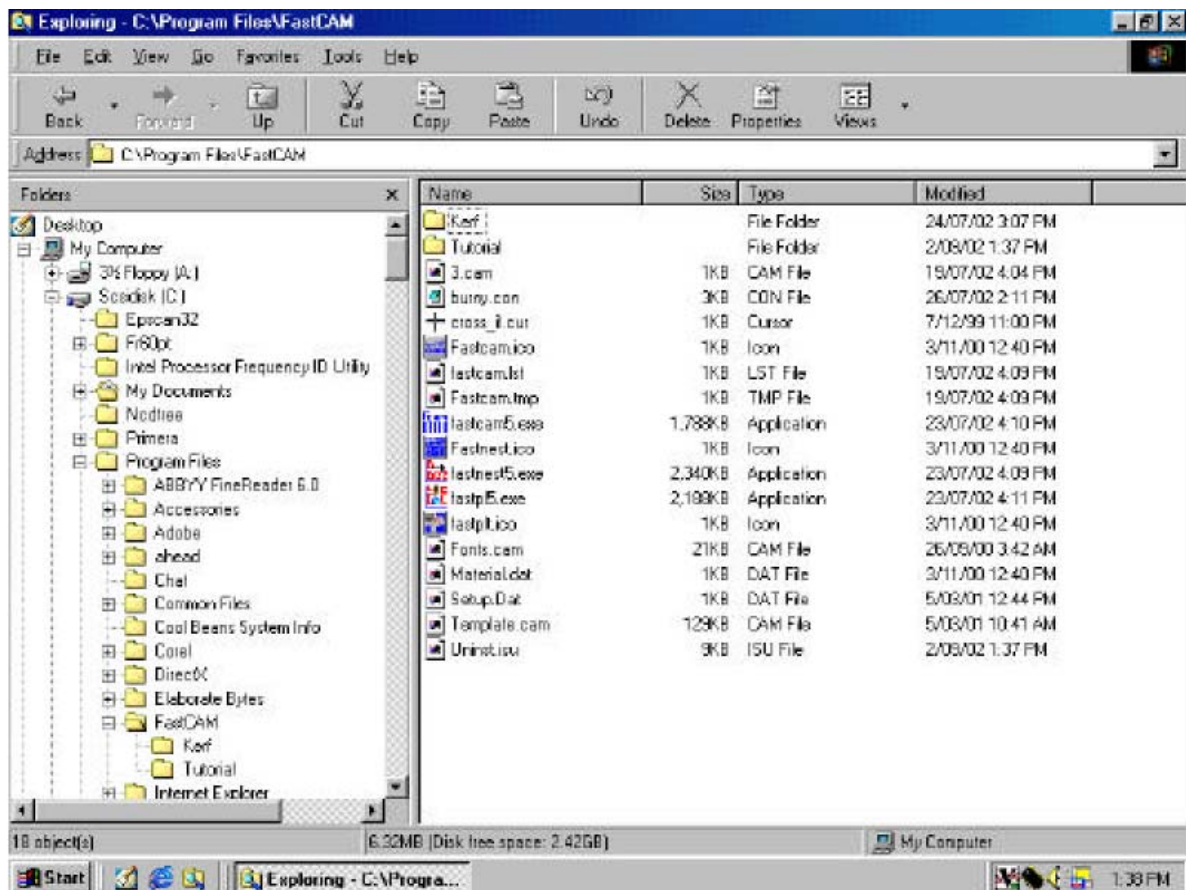 Exploring - C:\Program Files\FastCAM
File Edit View Go Favorites Tools Help
Back Forward Up Cut Copy Paste Undo Delete Properties Views
Address C:\Program Files\FastCAM
Folders
Name Size Type Modified
Desktop
My Computer
3½ Floppy (A:)
Scsidisk (C:)
Epscan32
Fr60pt
Intel Processor Frequency ID Utility
My Documents
Ncdtree
Primera
Program Files
ABBYY FineReader 6.0
Accessories
Adobe
ahead
Chat
Common Files
Cool Beans System Info
Corel
DirectX
Elaborate Bytes
FastCAM
Kerf
Tutorial
Internet Explorer
Kerf File Folder 24/07/02 3:07 PM
Tutorial File Folder 2/09/02 1:37 PM
3.cam 1KB CAM File 19/07/02 4:04 PM
burny.con 3KB CON File 26/07/02 2:11 PM
cross_il.cur 1KB Cursor 7/12/99 11:00 PM
Fastcam.ico 1KB Icon 3/11/00 12:40 PM
fastcam.lst 1KB LST File 19/07/02 4:09 PM
Fastcam.tmp 1KB TMP File 19/07/02 4:09 PM
fastcam5.exe 1,788KB Application 23/07/02 4:10 PM
Fastnest.ico 1KB Icon 3/11/00 12:40 PM
fastnest5.exe 2,340KB Application 23/07/02 4:09 PM
fastpl5.exe Application 23/07/02 4:11 PM
fastplt.ico 1KB Icon 3/11/00 12:40 PM
Fonts.cam 21KB CAM File 3:42 AM
Material.dat 1KB DAT File 3/11/00 12:40 PM
Setup.Dat 1KB DAT File 12:44 PM
Template.cam 129KB CAM File 10:41 AM
Uninst.isu 9KB ISU File 2/09/02 1:37 PM
18 object(s) 6.32MB (Disk free space: 2.42GB) My Computer
Start Exploring - C:\Progra... 1:38 PM